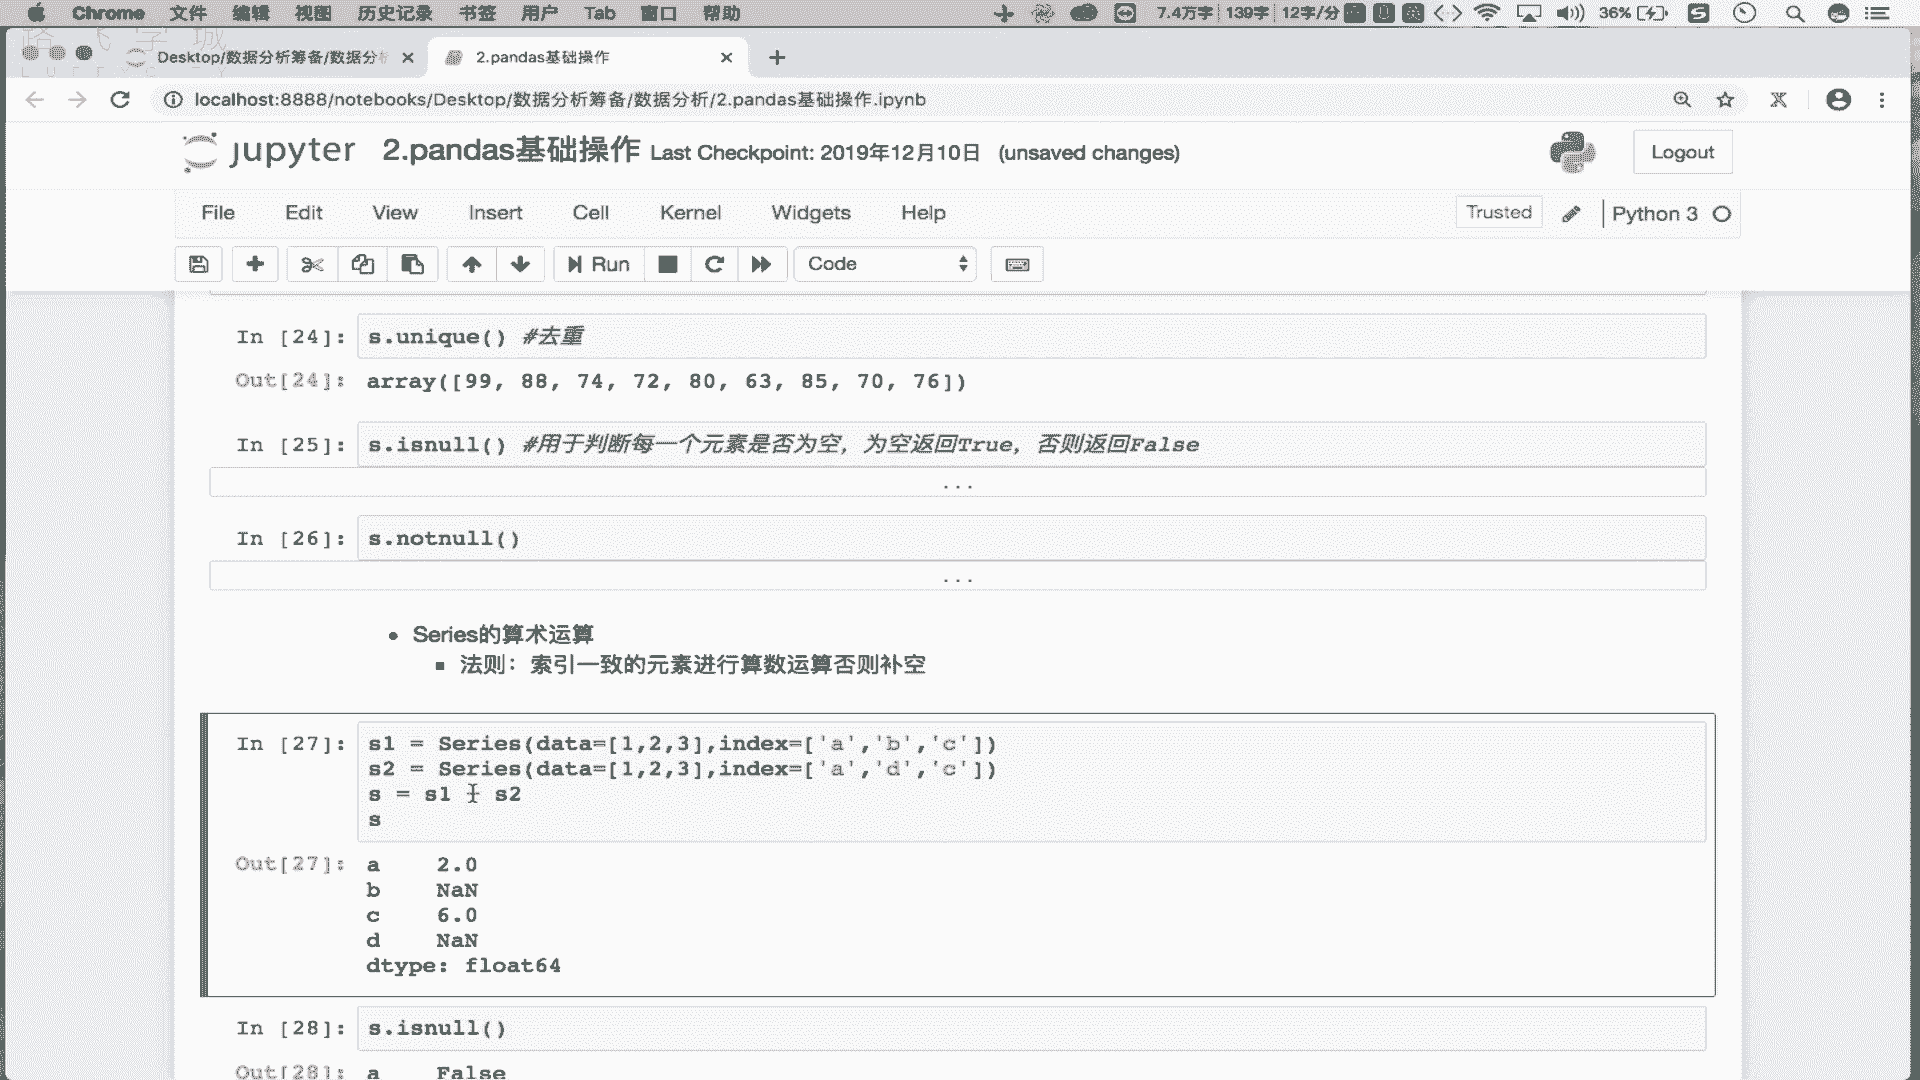 Chrome 文件 编辑 视图 历史记录 书签 用户 Tab 窗口 帮助 7.4万字 139字 12字/分 36%
Desktop/数据分析筹备/数据分 2.pandas基础操作
localhost:8888/notebooks/Desktop/数据分析筹备/数据分析/2.pandas基础操作.ipynb
jupyter 2.pandas基础操作 Last Checkpoint: 2019年12月10日 (unsaved changes) Logout
File Edit View Insert Cell Kernel Widgets Help Trusted Python 3
Run Code
In [24]: s.unique() #去重
Out[24]: array([99, 88, 74, 72, 80, 63, 85, 70, 76])
In [25]: s.isnull() #用于判断每一个元素是否为空，为空返回True，否则返回False
...
In [26]: s.notnull()
...
Series的算术运算
法则：索引一致的元素进行算数运算否则补空
In [27]: s1 = Series(data=[1,2,3],index=['a','b','c'])
s2 = Series(data=[1,2,3],index=['a','d','c'])
s = s1 + s2
s
Out[27]: a 2.0
b NaN
c 6.0
d NaN
dtype: float64
In [28]: s.isnull()
Out[28]: a False